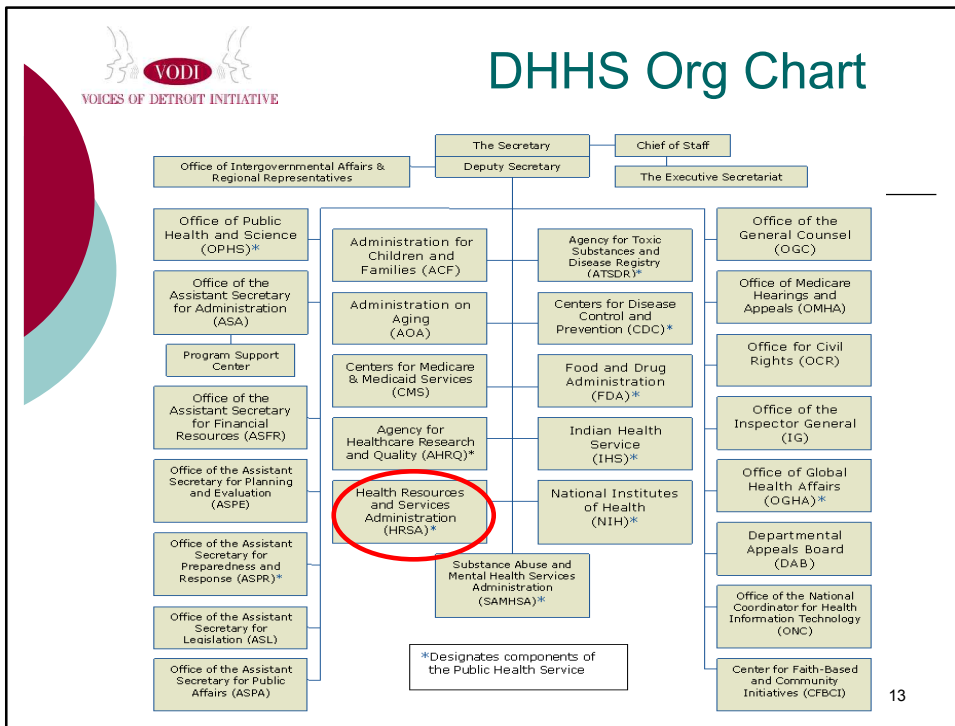 VODI
VOICES OF DETROIT INITIATIVE
DHHS Org Chart
The Secretary
Deputy Secretary
Chief of Staff
The Executive Secretariat
Office of Intergovernmental Affairs &
Regional Representatives
Office of Public
Health and Science
(OPHS)*
Office of the
Assistant Secretary
for Administration
(ASA)
Program Support
Center
Office of the
Assistant Secretary
for Financial
Resources (ASFR)
Office of the Assistant
Secretary for Planning
and Evaluation
(ASPE)
Office of the Assistant
Secretary for
Preparedness and
Response (ASPR)*
Office of the Assistant
Secretary for
Legislation (ASL)
Office of the Assistant
Secretary for Public
Affairs (ASPA)
Administration for
Children and
Families (ACF)
Administration on
Aging
(AOA)
Centers for Medicare
& Medicaid Services
(CMS)
Agency for
Healthcare Research
and Quality (AHRQ)*
Health Resources
and Services
Administration
(HRSA)*
Agency for Toxic
Substances and
Disease Registry
(ATSDR)*
Centers for Disease
Control and
Prevention (CDC)*
Food and Drug
Administration
(FDA)*
Indian Health
Service
(IHS)*
National Institutes
of Health
(NIH)*
Substance Abuse and
Mental Health Services
Administration
(SAMHSA)*
Office of the
General Counsel
(OGC)
Office of Medicare
Hearings and
Appeals (OMHA)
Office for Civil
Rights (OCR)
Office of the
Inspector General
(IG)
Office of Global
Health Affairs
(OGHA)*
Departmental
Appeals Board
(DAB)
Office of the National
Coordinator for Health
Information Technology
(ONC)
Center for Faith-Based
and Community
Initiatives (CFBCI)
*Designates components of
the Public Health Service
13